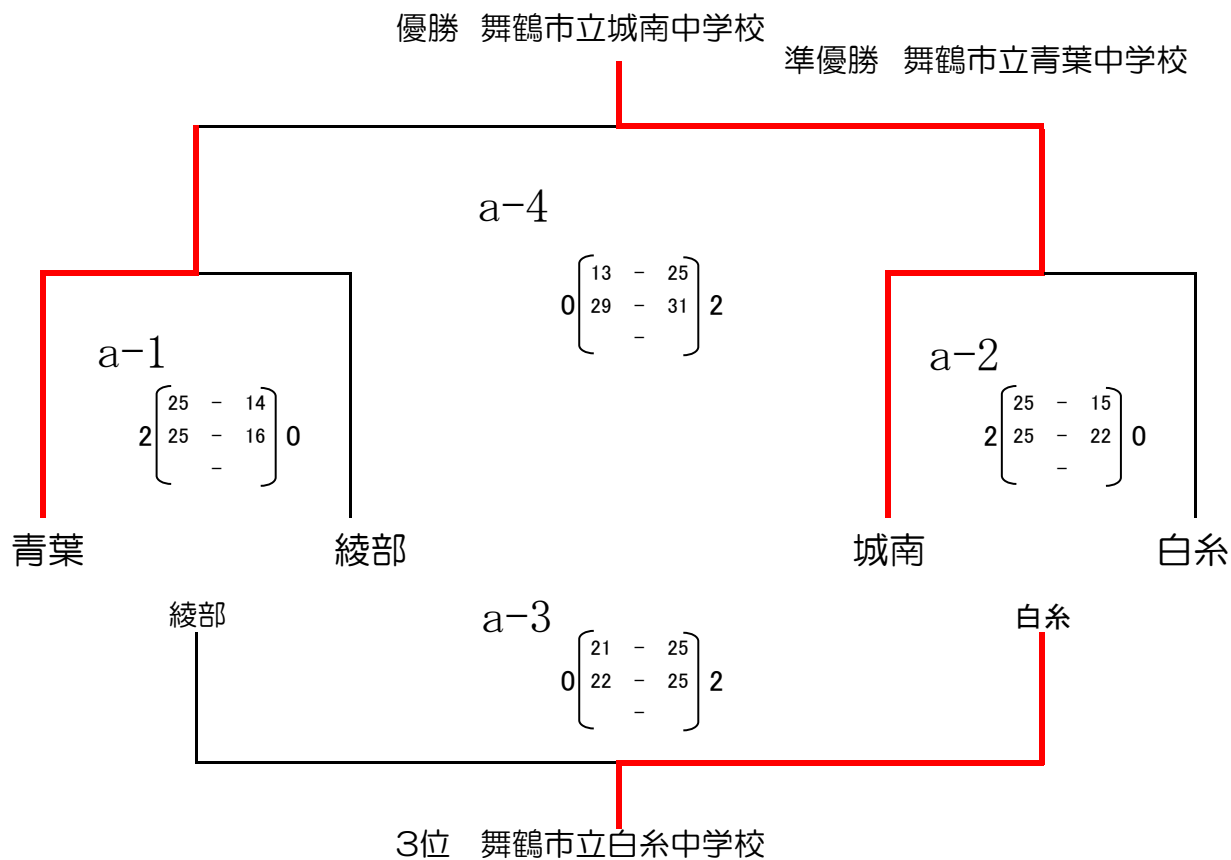 優勝　舞鶴市立城南中学校
準優勝　舞鶴市立青葉中学校
a-4
13 - 25
0 29 - 31 2
-
a-1
25 - 14
2 25 - 16 0
-
a-2
25 - 15
2 25 - 22 0
-
青葉 綾部 城南 白糸
綾部 白糸
a-3
21 - 25
0 22 - 25 2
-
3位　舞鶴市立白糸中学校